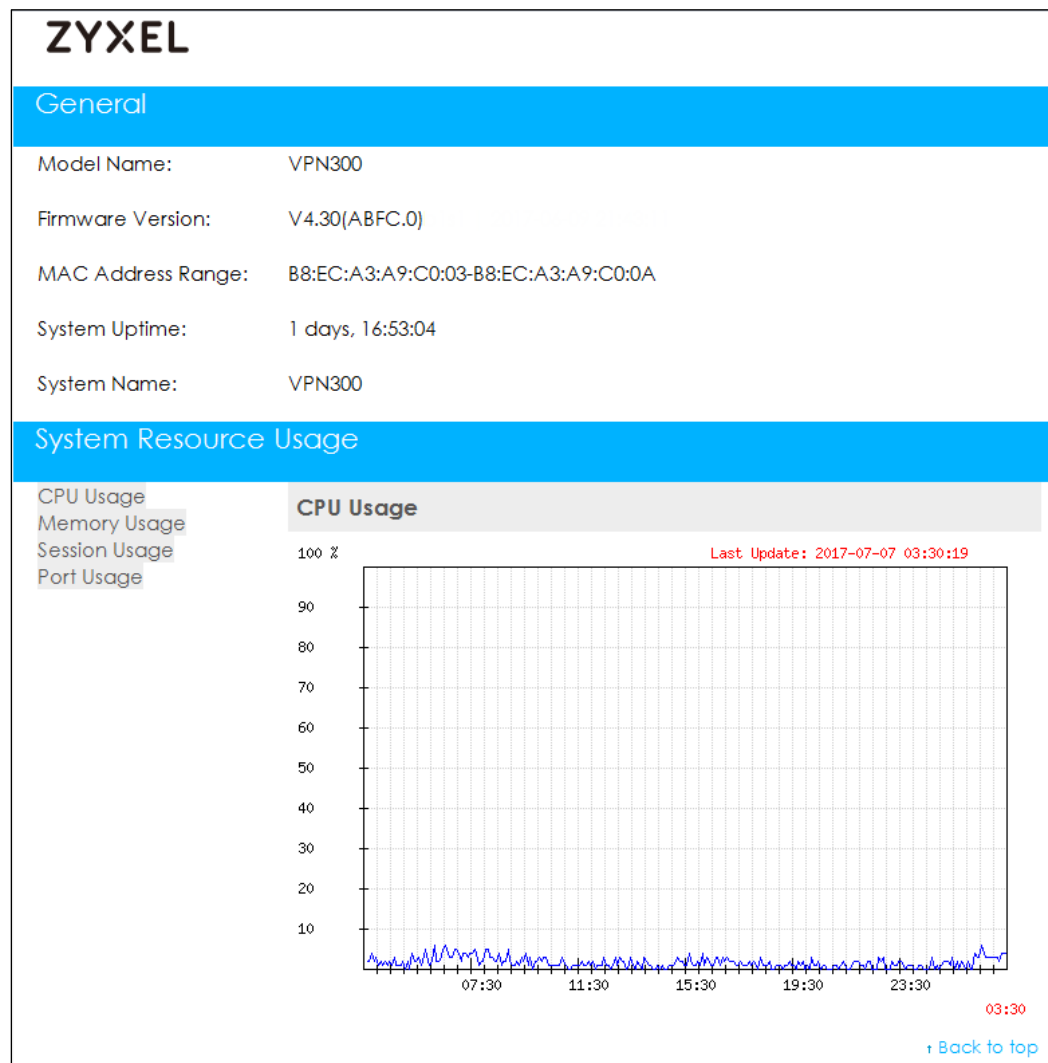 ZYXEL
General
Model Name: VPN300
Firmware Version: V4.30(ABFC.0)
MAC Address Range: B8:EC:A3:A9:C0:03-B8:EC:A3:A9:C0:0A
System Uptime: 1 days, 16:53:04
System Name: VPN300
System Resource Usage
CPU Usage
Memory Usage
Session Usage
Port Usage
CPU Usage
100 % Last Update: 2017-07-07 03:30:19
90
80
70
60
50
40
30
20
10
07:30 11:30 15:30 19:30 23:30
03:30
↑ Back to top